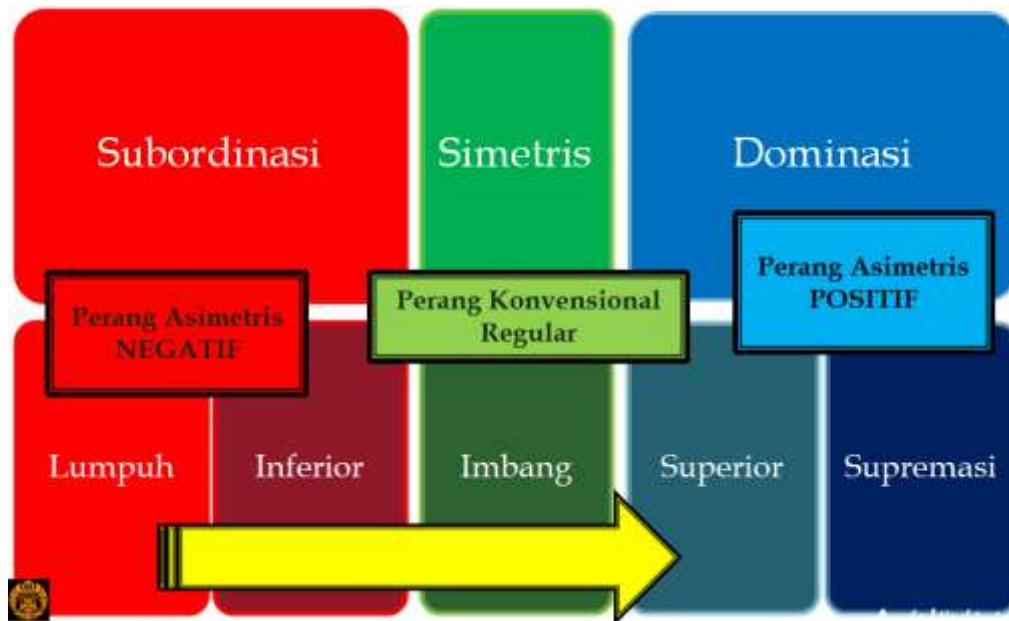 Subordinasi
Simetris
Dominasi
Perang Asimetris
NEGATIF
Perang Konvensional
Regular
Perang Asimetris
POSITIF
Lumpuh
Inferior
Imbang
Superior
Supremasi